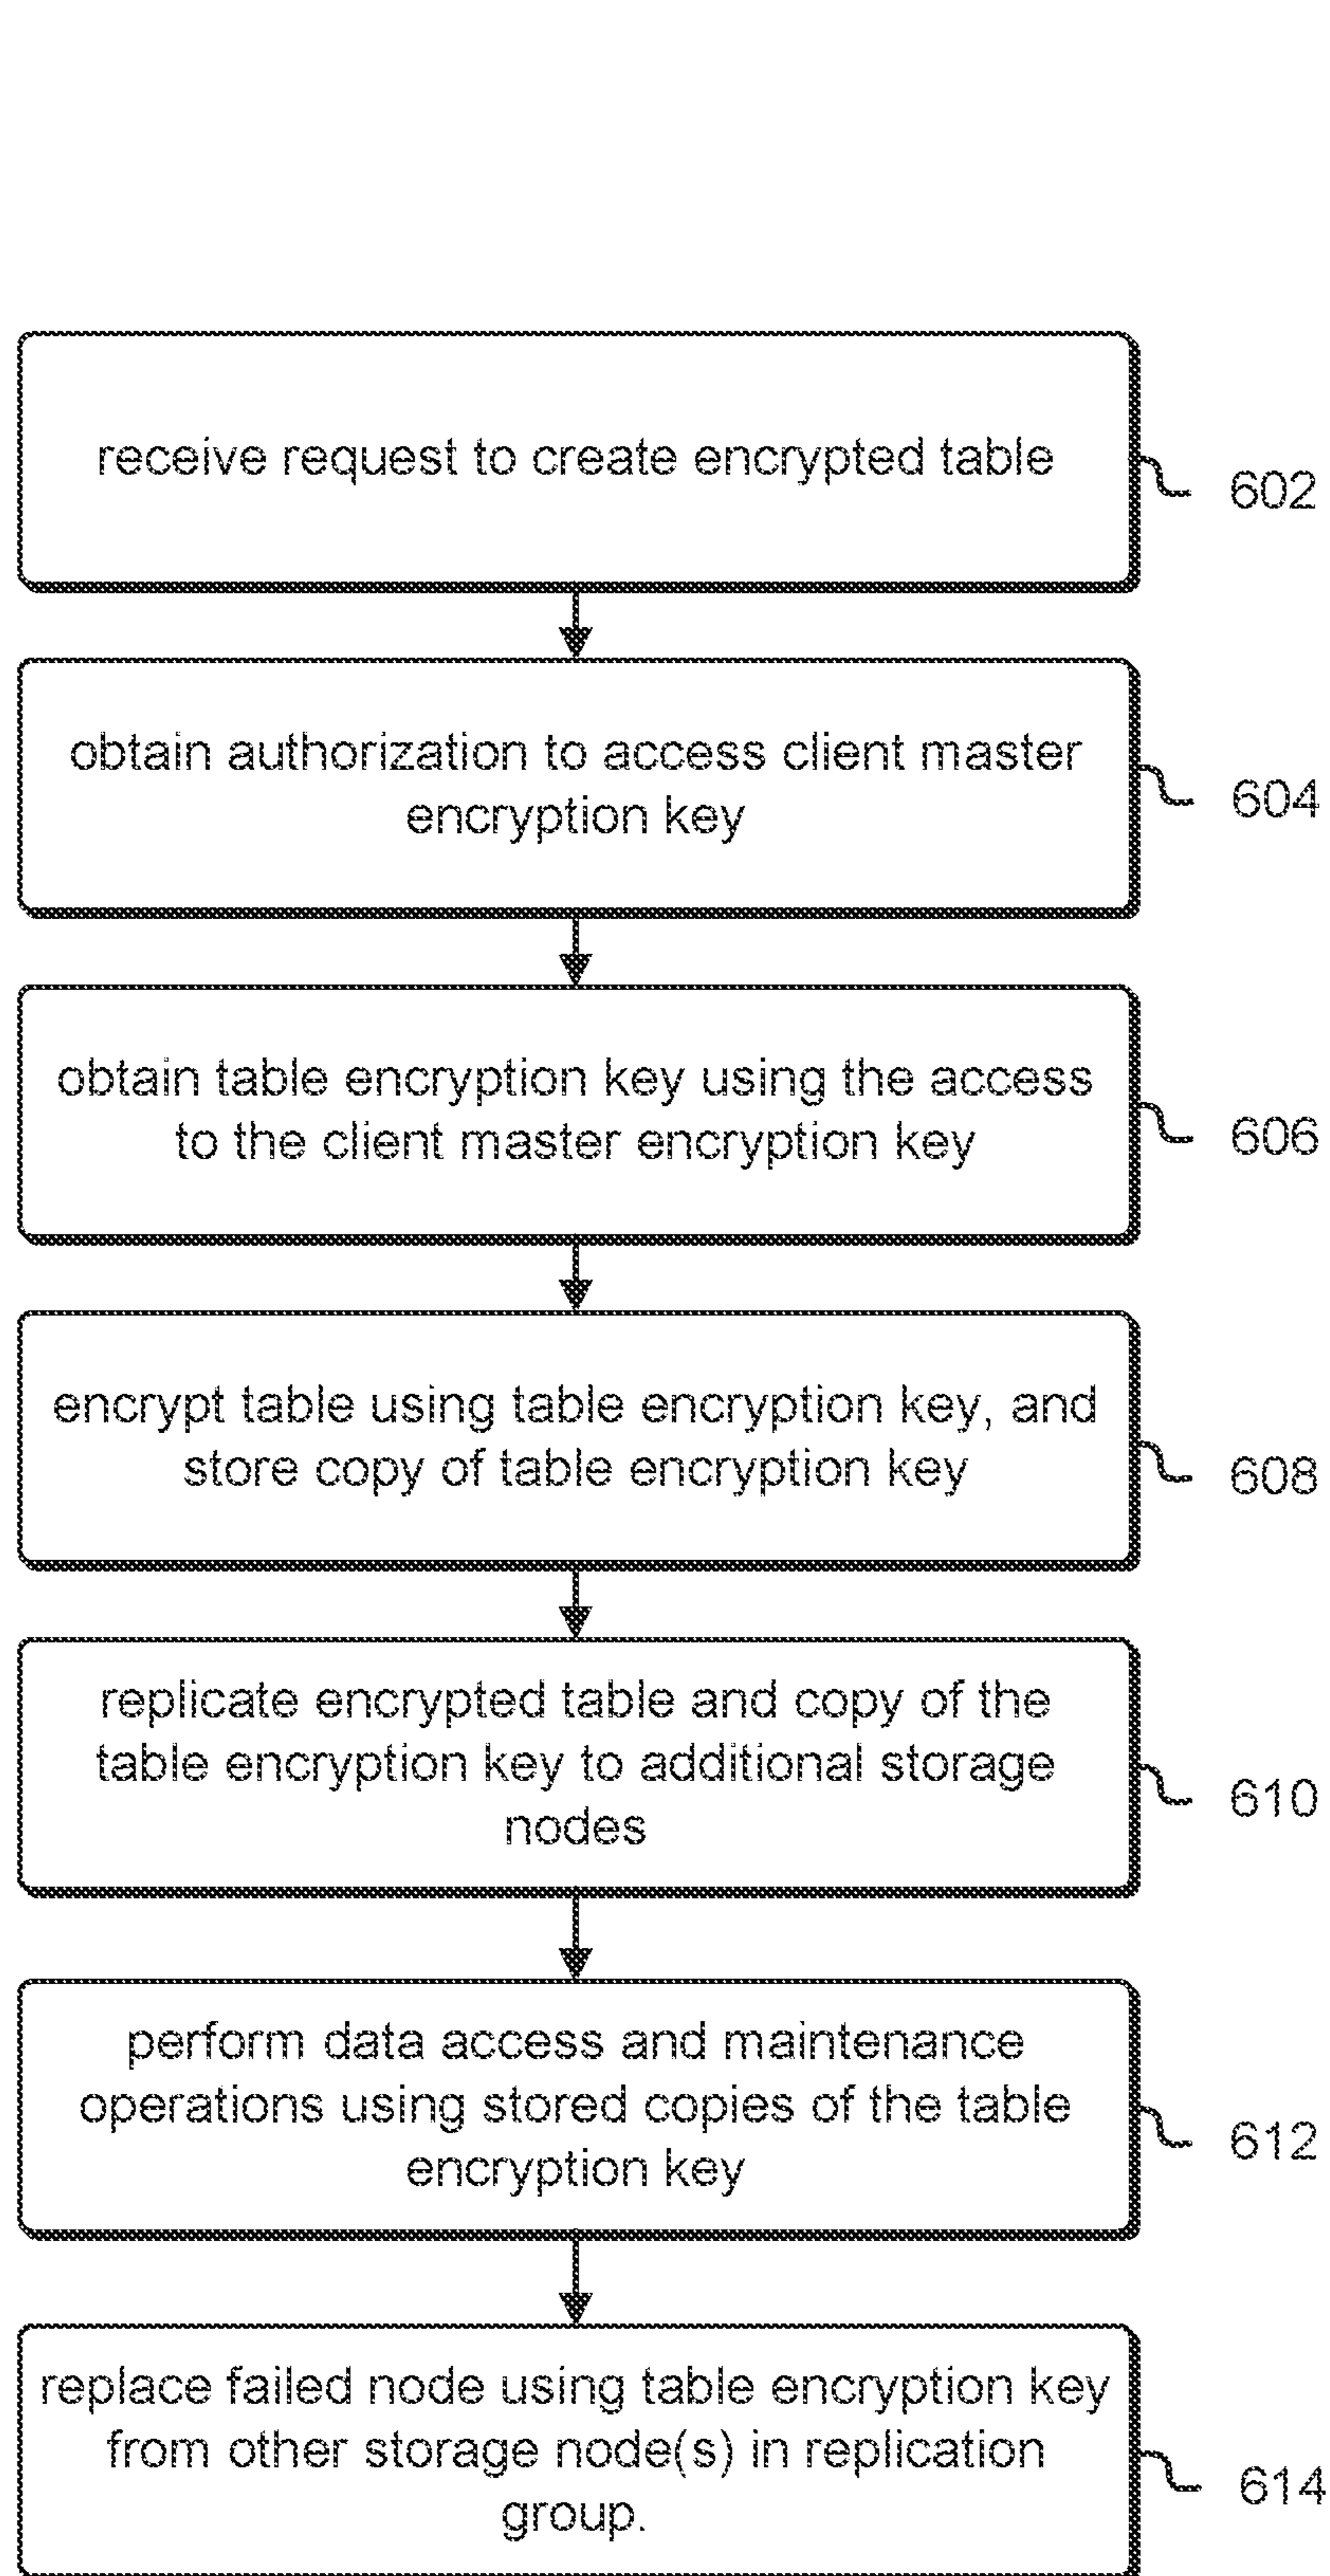 receive request to create encrypted table
602
obtain authorization to access client master
encryption key
604
obtain table encryption key using the access
to the client master encryption key
606
encrypt table using table encryption key, and
store copy of table encryption key
608
replicate encrypted table and copy of the
table encryption key to additional storage
nodes
610
perform data access and maintenance
operations using stored copies of the table
encryption key
612
replace failed node using table encryption key
from other storage node(s) in replication
group.
614